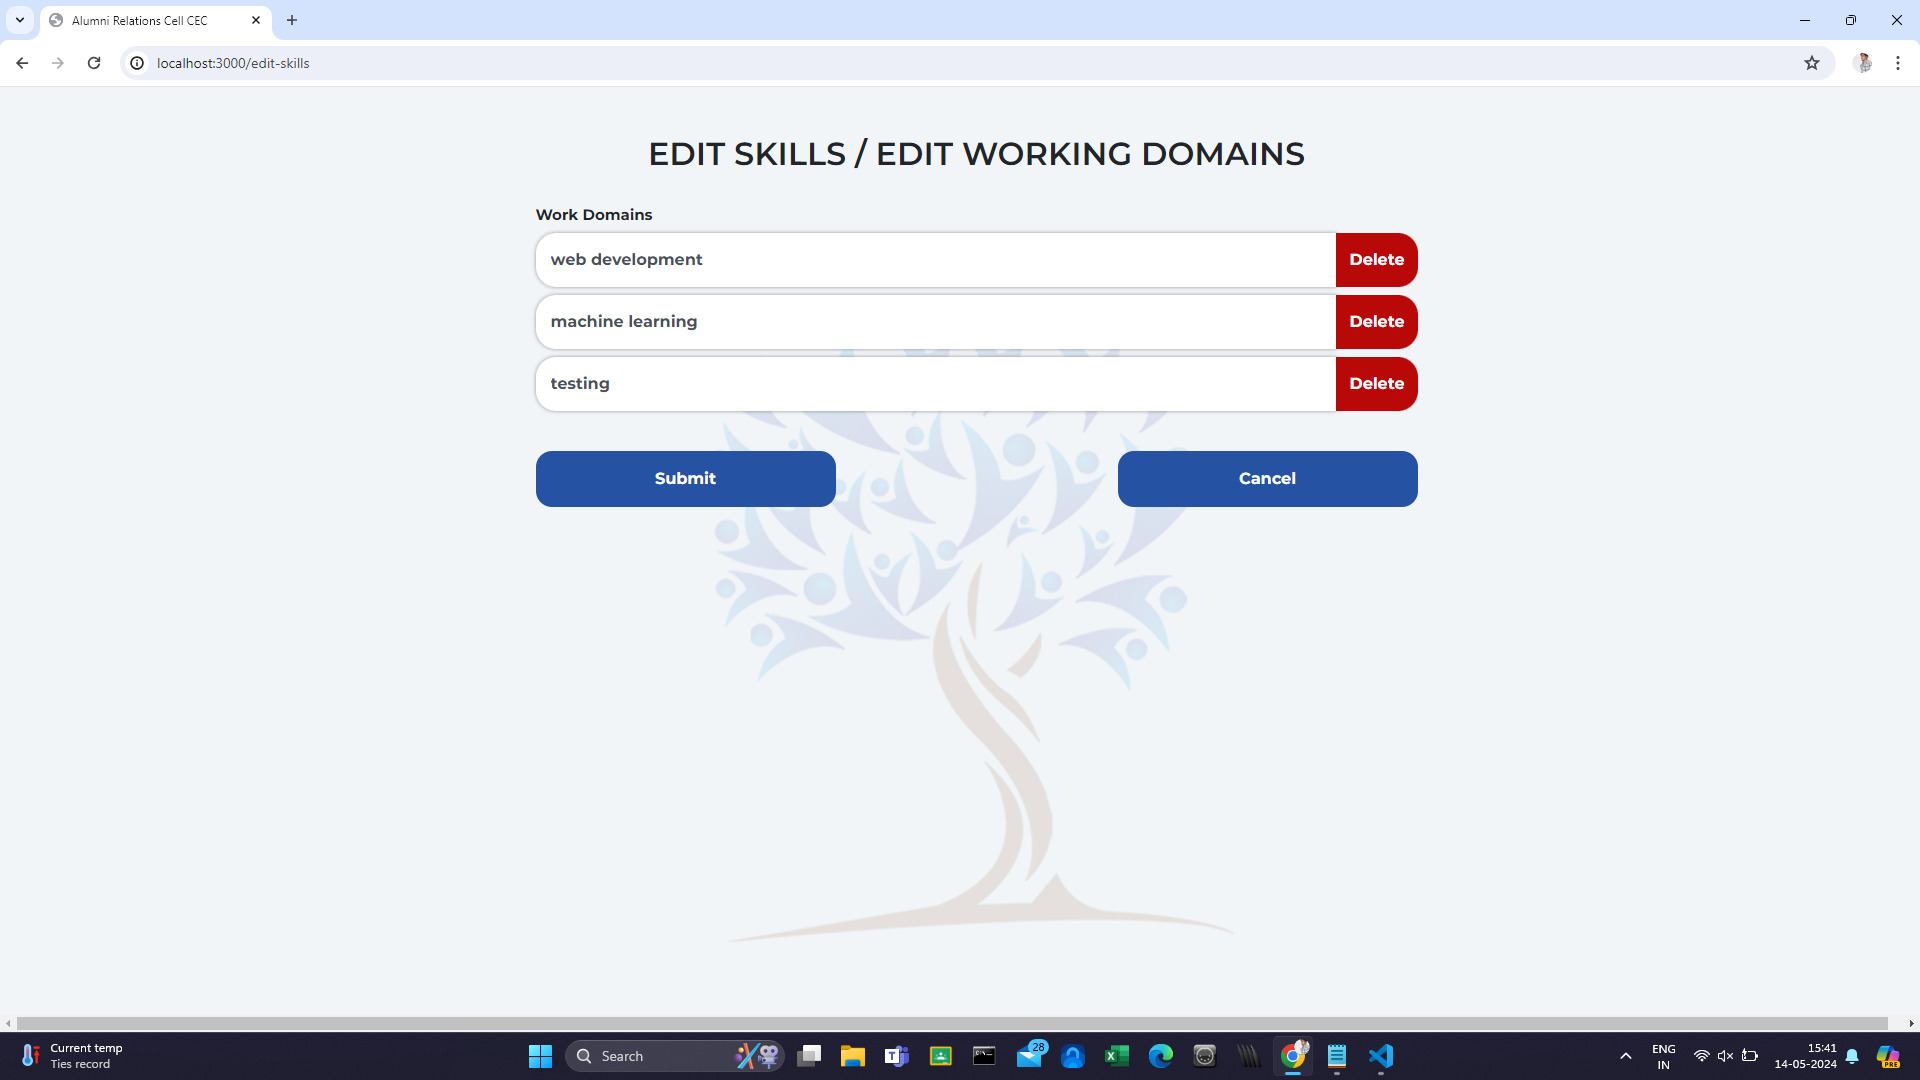 Alumni Relations Cell CEC
localhost:3000/edit-skills
EDIT SKILLS / EDIT WORKING DOMAINS
Work Domains
web development Delete
machine learning Delete
testing Delete
Submit Cancel
Current temp
Ties record
Search
28
ENG
IN
15:41
14-05-2024
PRE